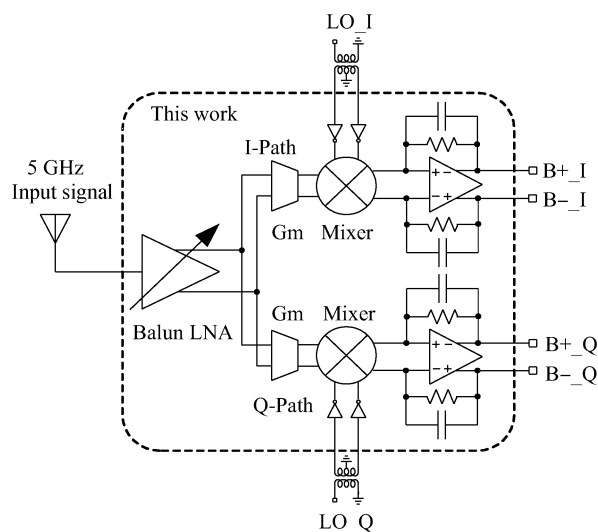 LO_I
This work
I-Path
5 GHz
Input signal
Gm
Mixer
+ −
+ −
B+_I
B−_I
Balun LNA
Gm
Mixer
+ −
+ −
B+_Q
B−_Q
Q-Path
LO_Q